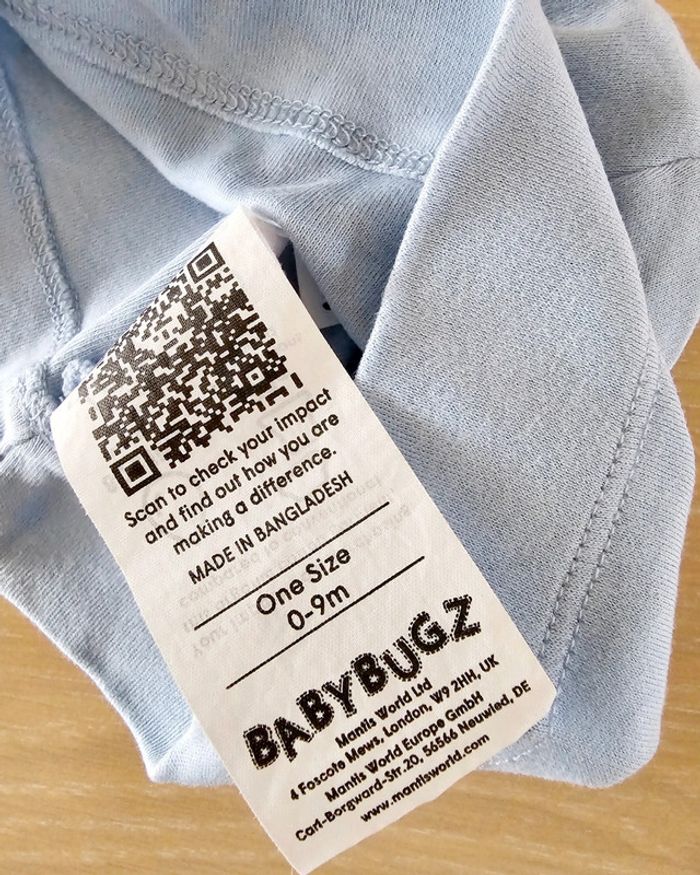 Scan to check your impact
and find out how you are
making a difference.
MADE IN BANGLADESH
One Size
0-9m
BABYBUGZ
Mantis World Ltd
4 Foscote Mews, London, W9 2HH, UK
Mantis World Europe GmbH
Carl-Borgward-Str.20, 56566 Neuwied, DE
www.mantisworld.com